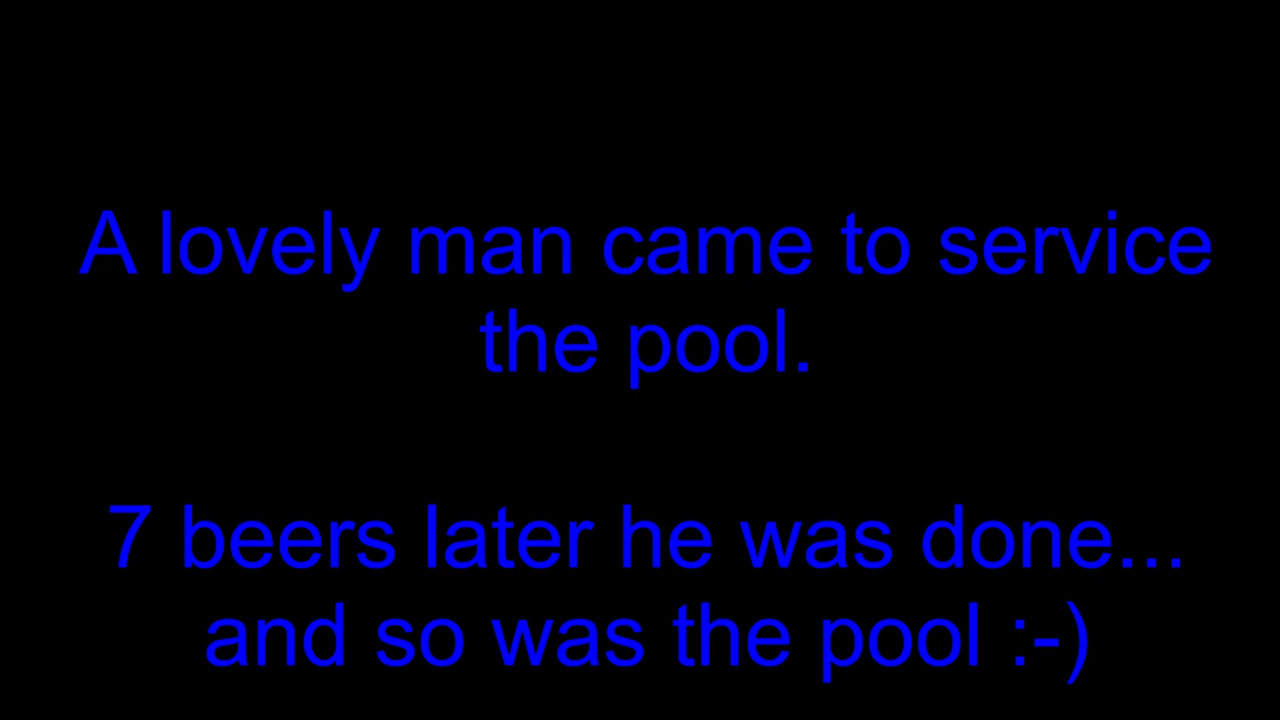 A lovely man came to service
the pool.
7 beers later he was done...
and so was the pool :-)